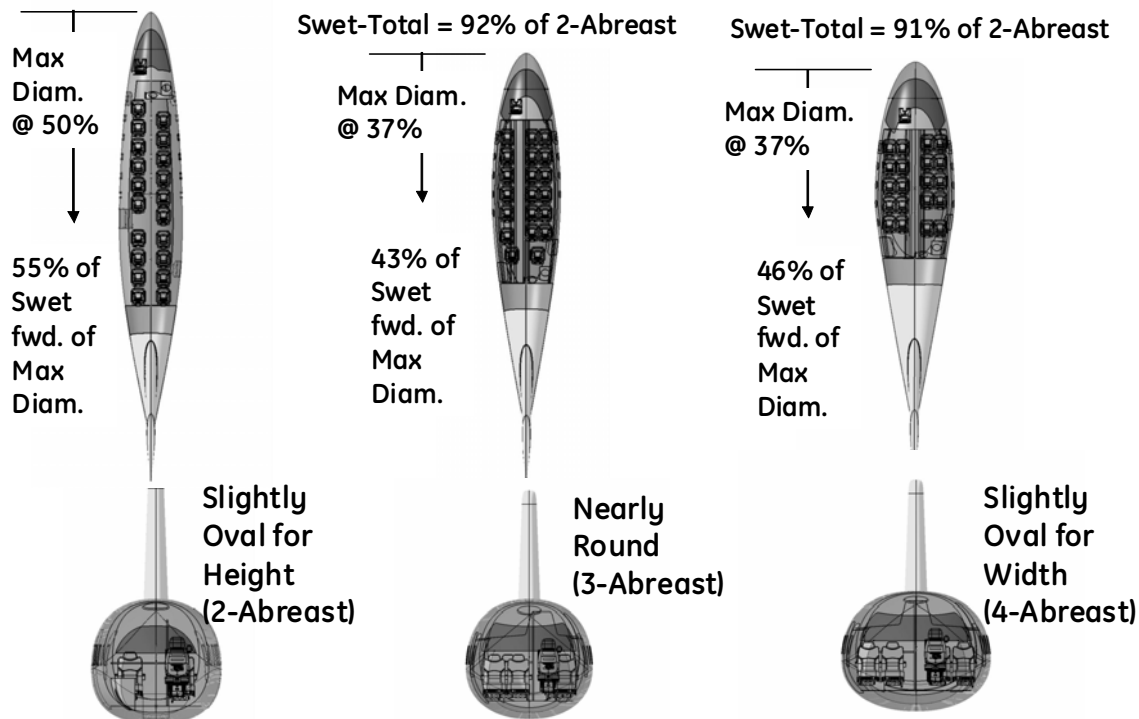 Max
Diam.
@ 50%
55% of
Swet
fwd. of
Max
Diam.
Slightly
Oval for
Height
(2-Abreast)
Swet-Total = 92% of 2-Abreast
Max Diam.
@ 37%
43% of
Swet
fwd. of
Max
Diam.
Nearly
Round
(3-Abreast)
Swet-Total = 91% of 2-Abreast
Max Diam.
@ 37%
46% of
Swet
fwd. of
Max
Diam.
Slightly
Oval for
Width
(4-Abreast)